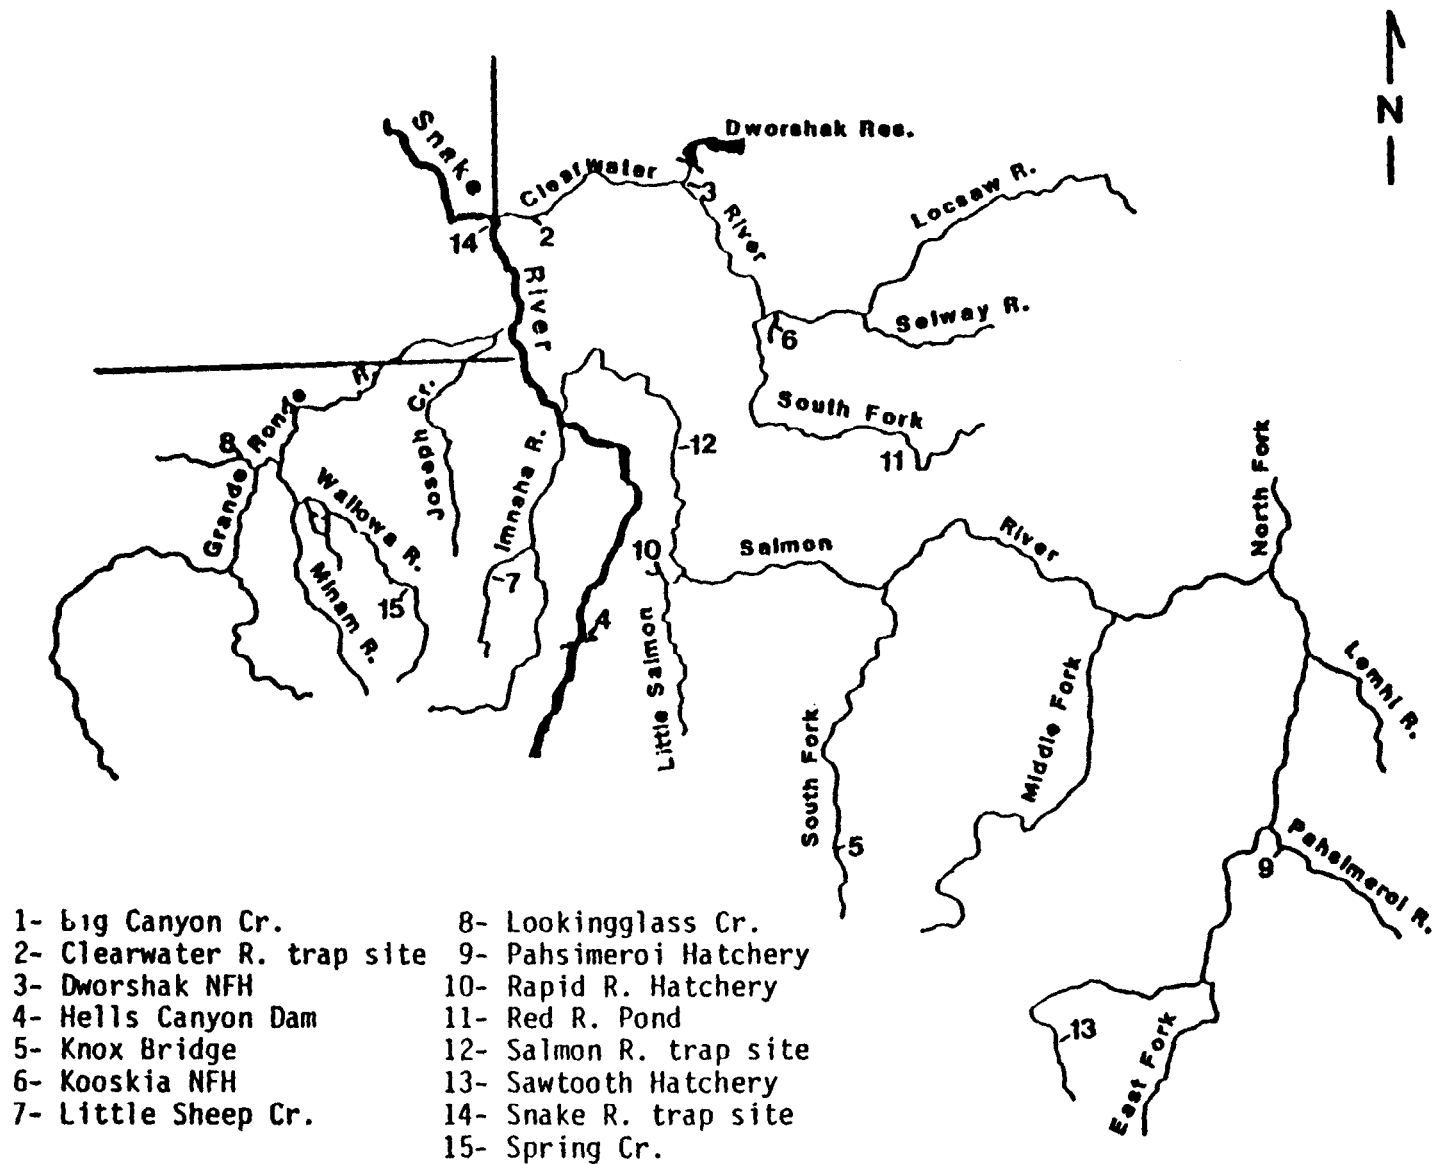 N
Snake
Dworshak Res.
Clearwater
3
River
Locsaw R.
14
2
River
Selway R.
6
R.
Cr.
South Fork
8
Grande Ronde
12
11
North Fork
Wallowa R.
Joseph
Imnaha R.
10
Salmon
River
Minam R.
15
7
4
Little Salmon
Lemhi R.
South Fork
Middle Fork
5
9
Pahsimeroi R.
13
East Fork
1- Big Canyon Cr.
2- Clearwater R. trap site
3- Dworshak NFH
4- Hells Canyon Dam
5- Knox Bridge
6- Kooskia NFH
7- Little Sheep Cr.
8- Lookingglass Cr.
9- Pahsimeroi Hatchery
10- Rapid R. Hatchery
11- Red R. Pond
12- Salmon R. trap site
13- Sawtooth Hatchery
14- Snake R. trap site
15- Spring Cr.